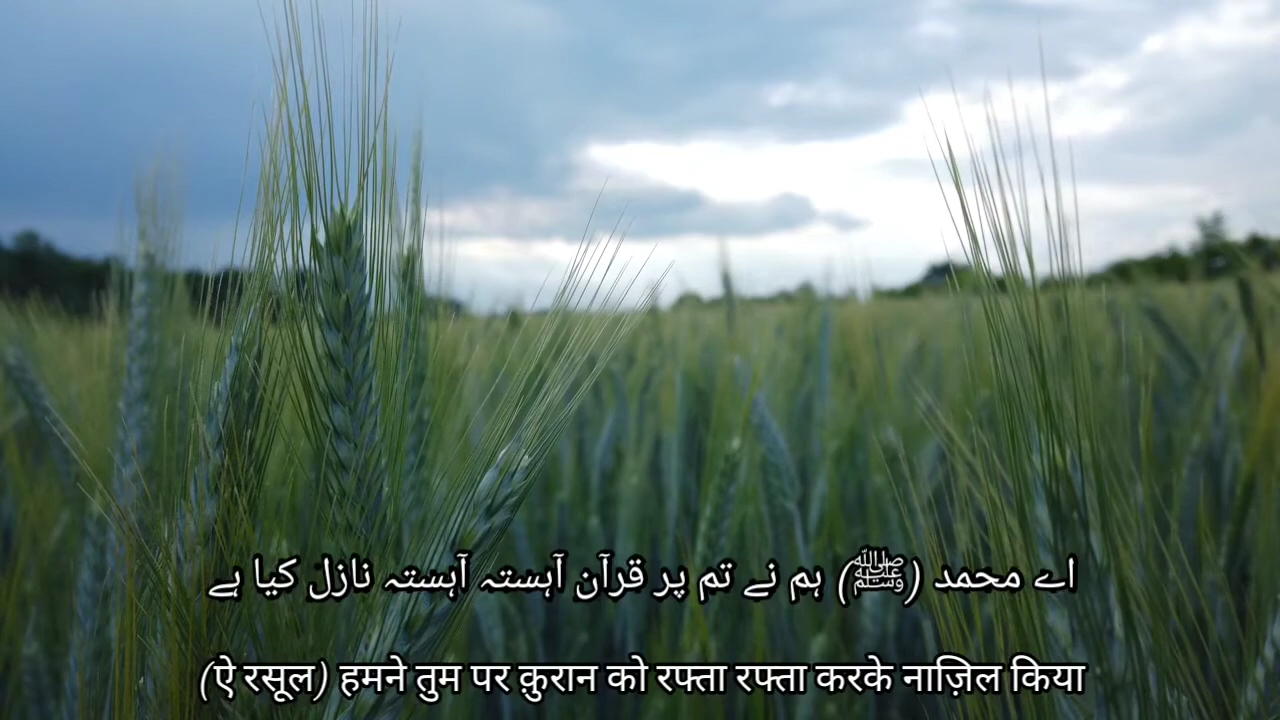 اے محمد (ﷺ) ہم نے تم پر قرآن آہستہ آہستہ نازل کیا ہے
(ऐ रसूल) हमने तुम पर क़ुरान को रफ्ता रफ्ता करके नाज़िल किया